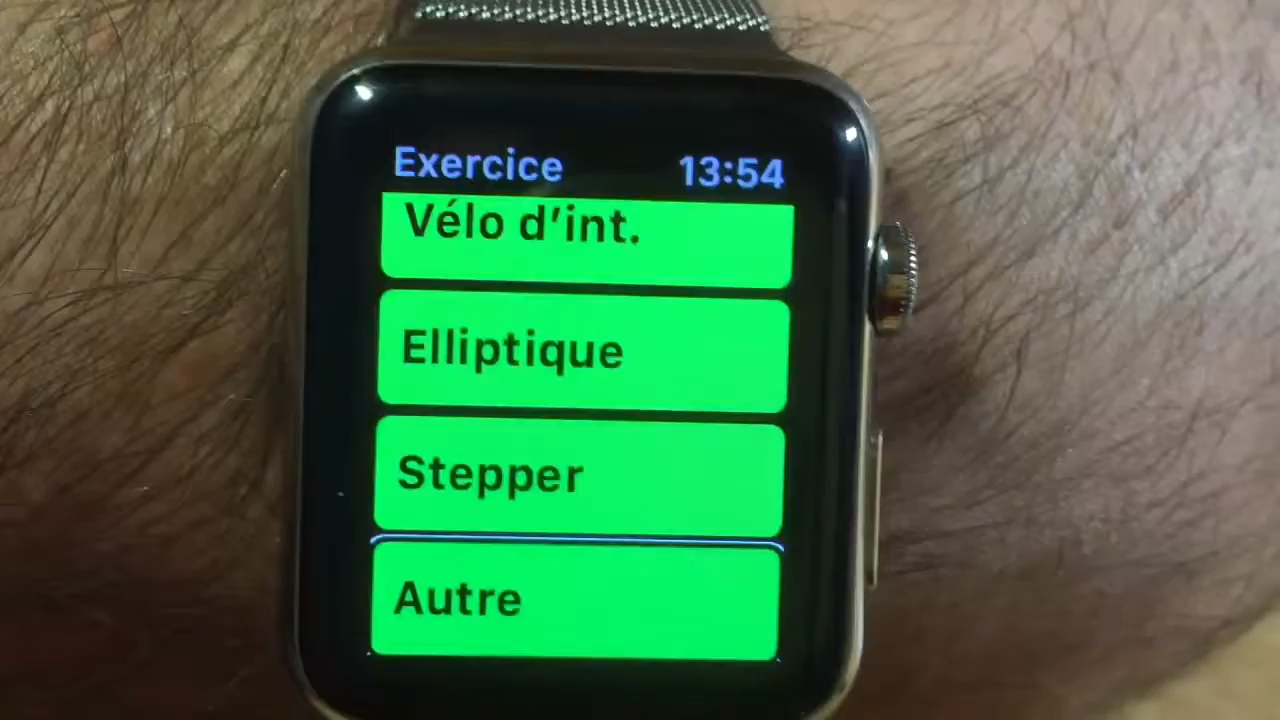 Exercice 13:54
Vélo d’int.
Elliptique
Stepper
Autre